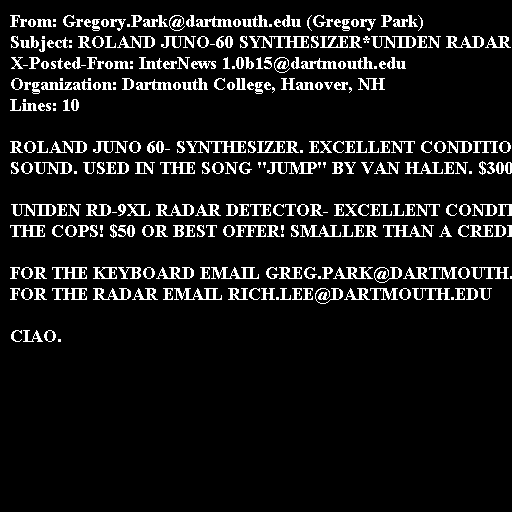 From: Gregory.Park@dartmouth.edu (Gregory Park)
Subject: ROLAND JUNO-60 SYNTHESIZER*UNIDEN RADAR
X-Posted-From: InterNews 1.0b15@dartmouth.edu
Organization: Dartmouth College, Hanover, NH
Lines: 10
ROLAND JUNO 60- SYNTHESIZER. EXCELLENT
SOUND. USED IN THE SONG "JUMP" BY VAN HALEN. $300
UNIDEN RD-9XL RADAR DETECTOR- EXCELLENT
THE COPS! $50 OR BEST OFFER! SMALLER THAN A
FOR THE KEYBOARD EMAIL GREG.PARK@DARTMOUTH.
FOR THE RADAR EMAIL RICH.LEE@DARTMOUTH.EDU
CIAO.